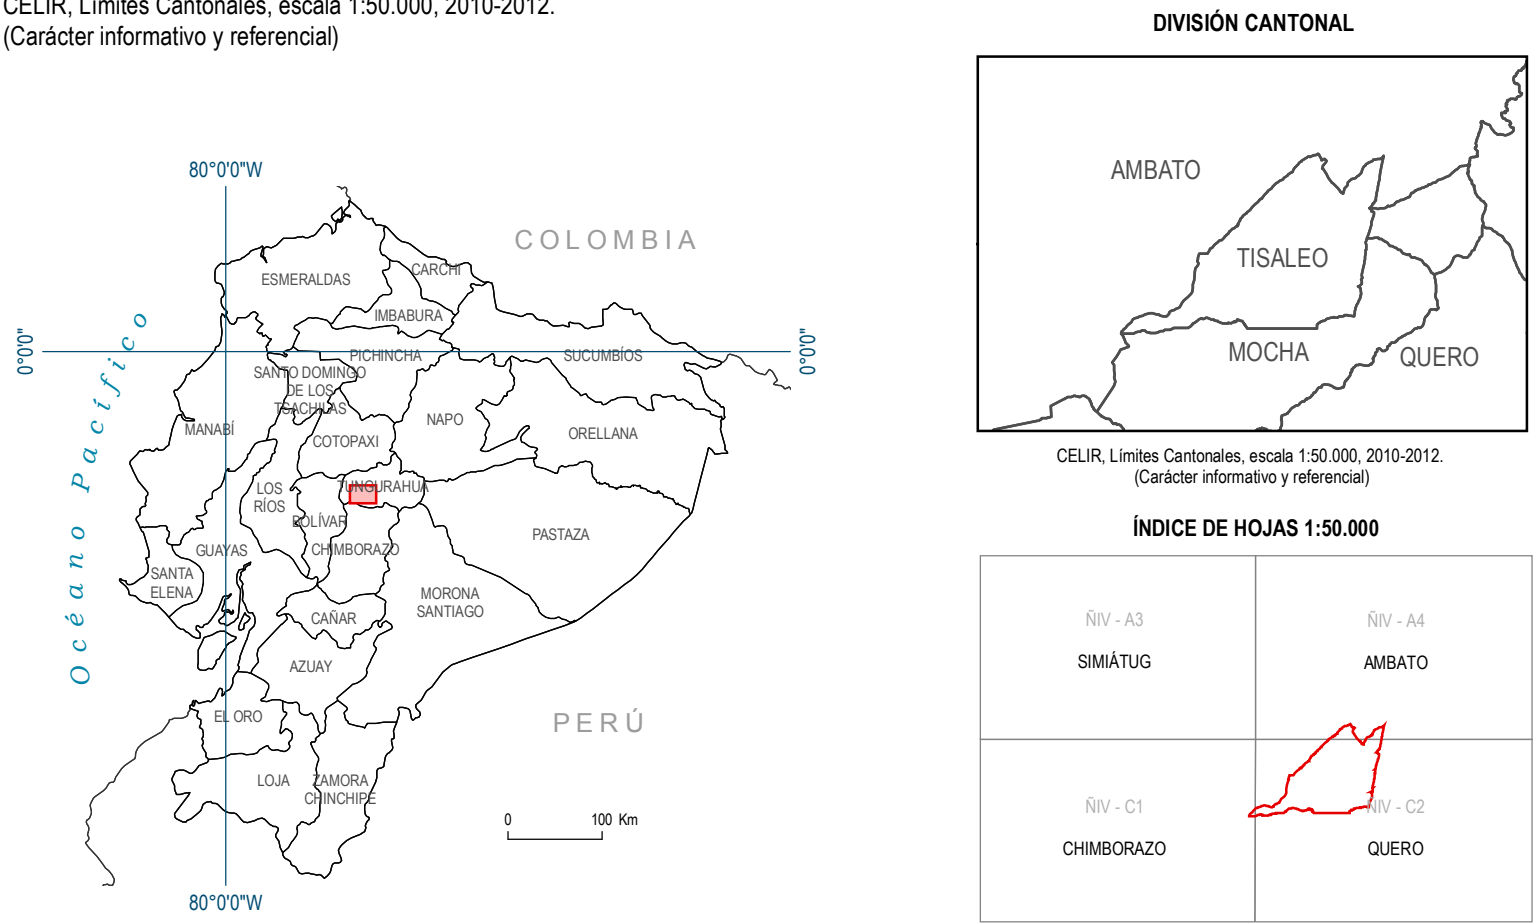 CELIR, Límites Cantonales, escala 1:50.000, 2010-2012.
(Carácter informativo y referencial)
80°0'0"W
COLOMBIA
CARCHI
ESMERALDAS
IMBABURA
Océano Pacífico
0°0'0"
0°0'0"
PICHINCHA
SUCUMBÍOS
SANTO DOMINGO
DE LOS
TSACHILAS
MANABÍ
NAPO
COTOPAXI
ORELLANA
LOS
RÍOS
TUNGURAHUA
BOLÍVAR
PASTAZA
GUAYAS
CHIMBORAZO
SANTA
ELENA
MORONA
SANTIAGO
CAÑAR
AZUAY
EL ORO
PERÚ
LOJA
ZAMORA
CHINCHIPE
0 100 Km
80°0'0"W
DIVISIÓN CANTONAL
AMBATO
TISALEO
MOCHA
QUERO
CELIR, Límites Cantonales, escala 1:50.000, 2010-2012.
(Carácter informativo y referencial)
ÍNDICE DE HOJAS 1:50.000
ÑIV - A3
SIMIÁTUG
ÑIV - A4
AMBATO
ÑIV - C1
CHIMBORAZO
ÑIV - C2
QUERO